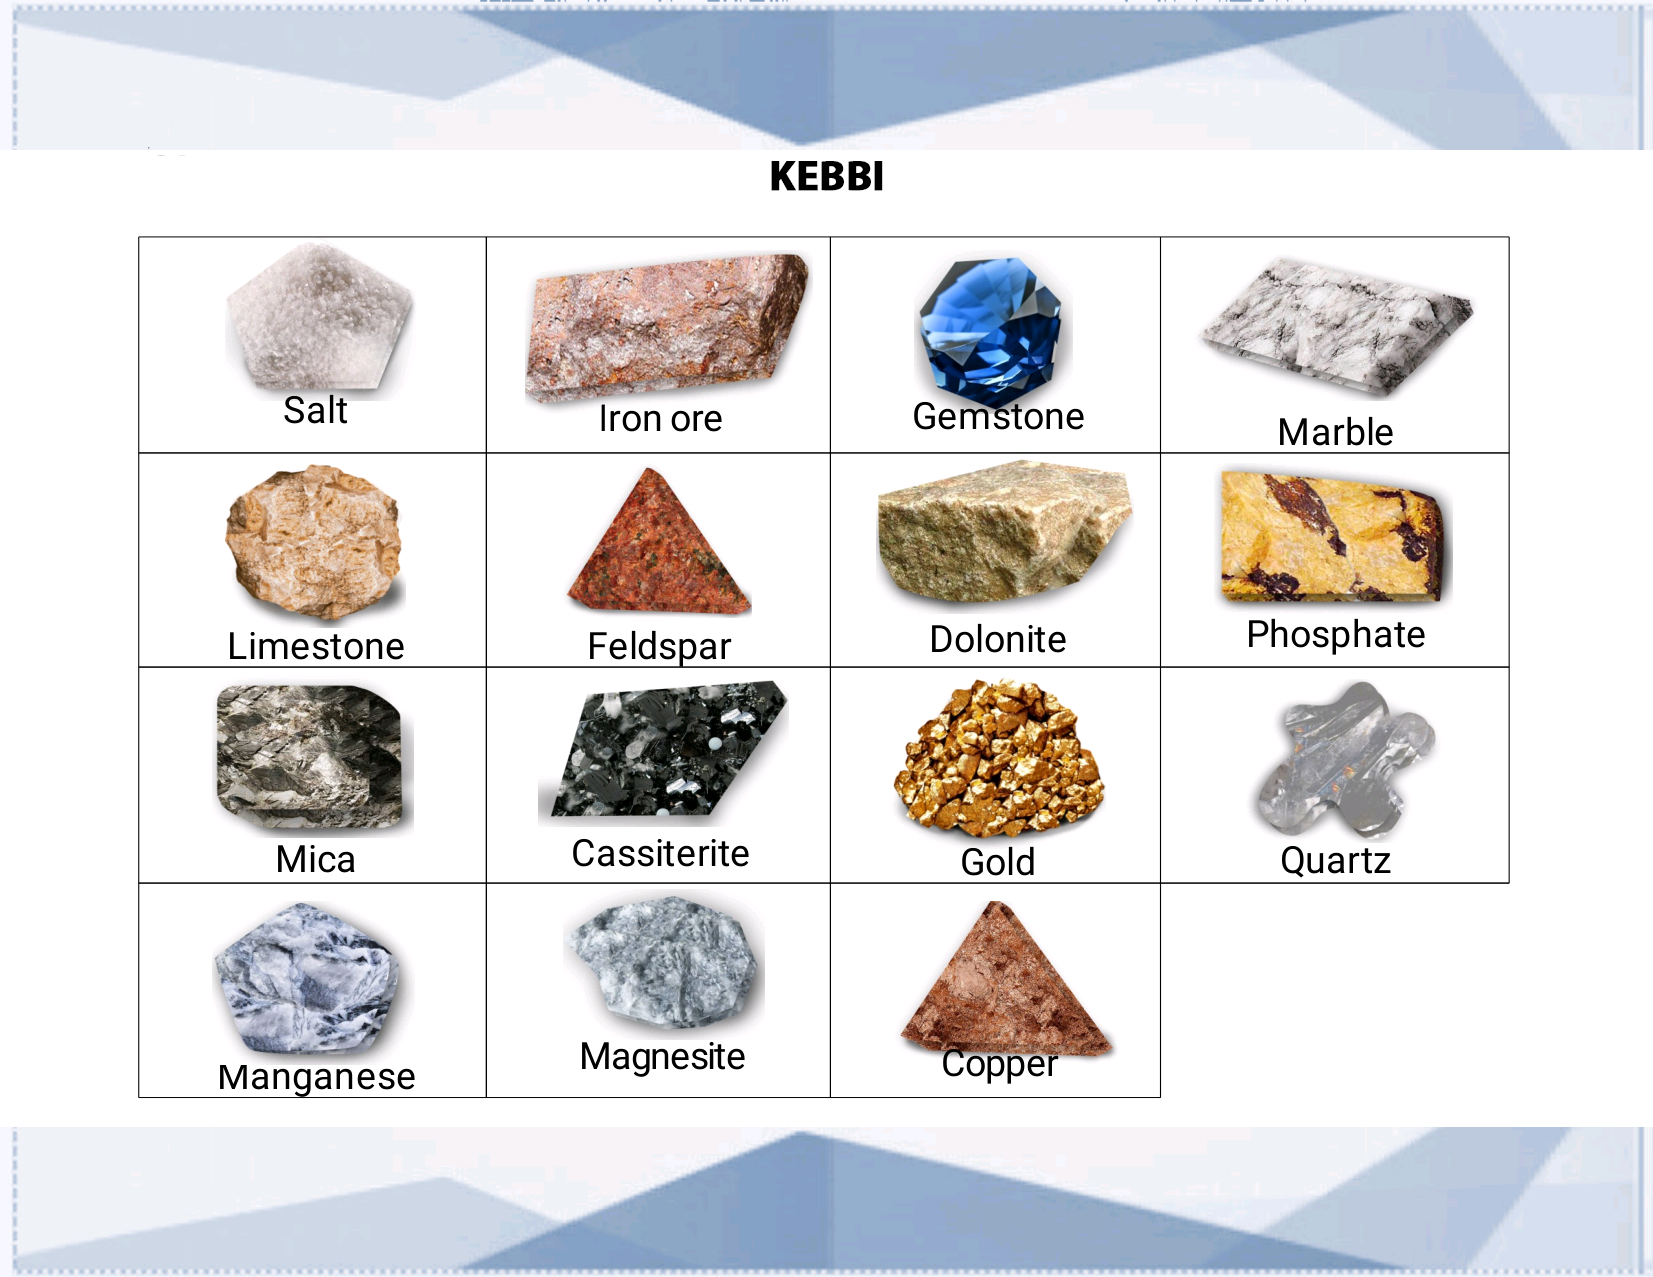 KEBBI
Salt
Iron ore
Gemstone
Marble
Limestone
Feldspar
Dolonite
Phosphate
Mica
Cassiterite
Gold
Quartz
Manganese
Magnesite
Copper